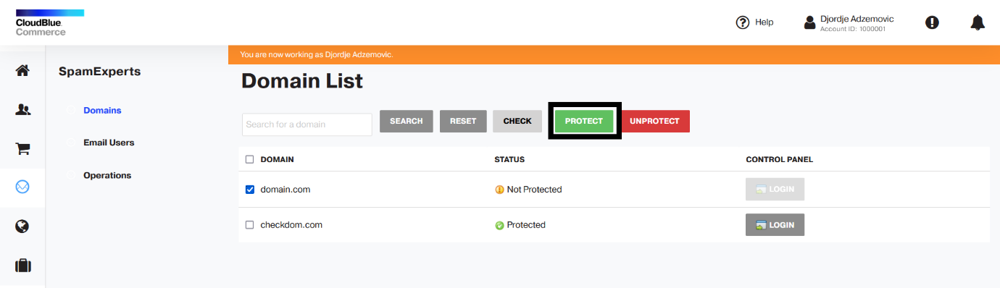 CloudBlue.
Commerce
Help
Djordje Adzemovic
Account ID: 1000001
You are now working as Djordje Adzemovic.
SpamExperts
Domains
Email Users
Operations
Domain List
Search for a domain
SEARCH
RESET
CHECK
PROTECT
UNPROTECT
DOMAIN STATUS CONTROL PANEL
domain.com Not Protected LOGIN
checkdom.com Protected LOGIN